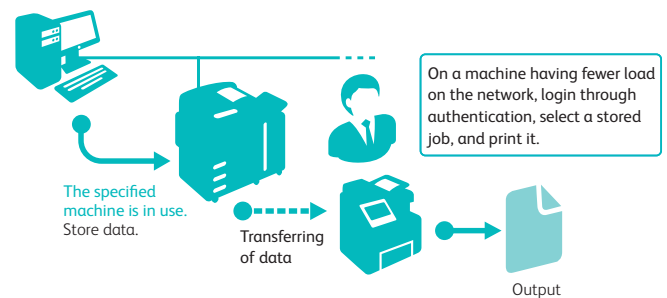 On a machine having fewer load
on the network, login through
authentication, select a stored
job, and print it.
The specified
machine is in use.
Store data.
Transferring
of data
Output